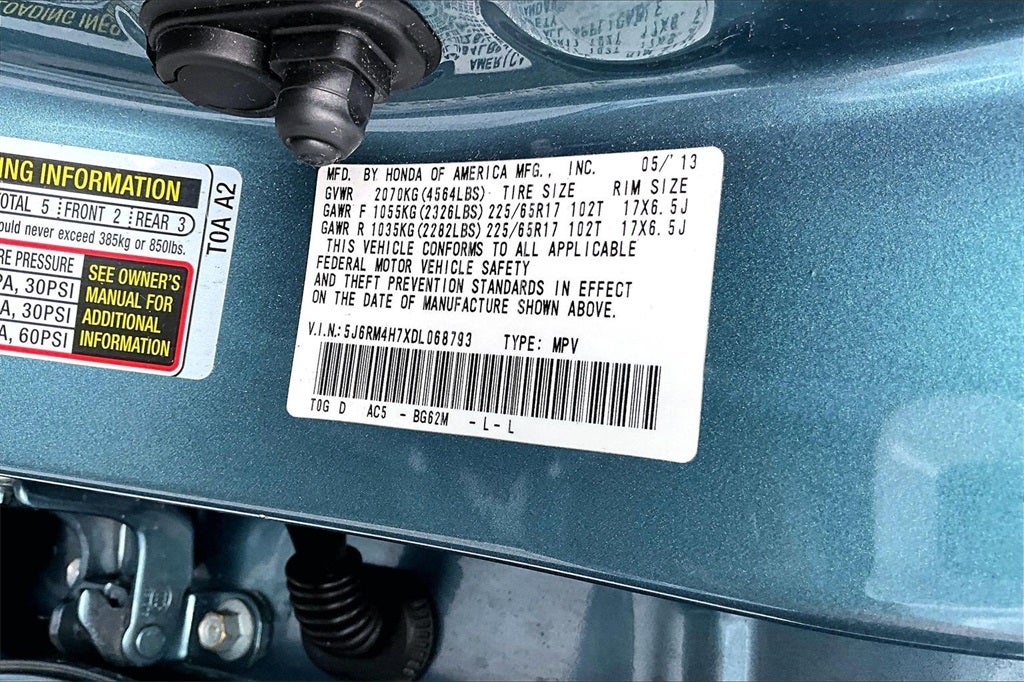 LOADING INFO
ING INFORMATION
TOTAL 5 FRONT 2 REAR 3
ould never exceed 385kg or 850lbs.
RE PRESSURE
PA, 30PSI
A, 30PSI
A, 60PSI
SEE OWNER'S
MANUAL FOR
ADDITIONAL
INFORMATION
T0A A2
MFD. BY HONDA OF AMERICA MFG., INC. 05/'13
GVWR 2070KG(4564LBS) TIRE SIZE RIM SIZE
GAWR F 1055KG(2326LBS) 225/65R17 102T 17X6.5J
GAWR R 1035KG(2282LBS) 225/65R17 102T 17X6.5J
THIS VEHICLE CONFORMS TO ALL APPLICABLE
FEDERAL MOTOR VEHICLE SAFETY
AND THEFT PREVENTION STANDARDS IN EFFECT
ON THE DATE OF MANUFACTURE SHOWN ABOVE.
V.I.N.:5J6RM4H7XDL068793 TYPE: MPV
T0G D AC5 - BG62M - L - L